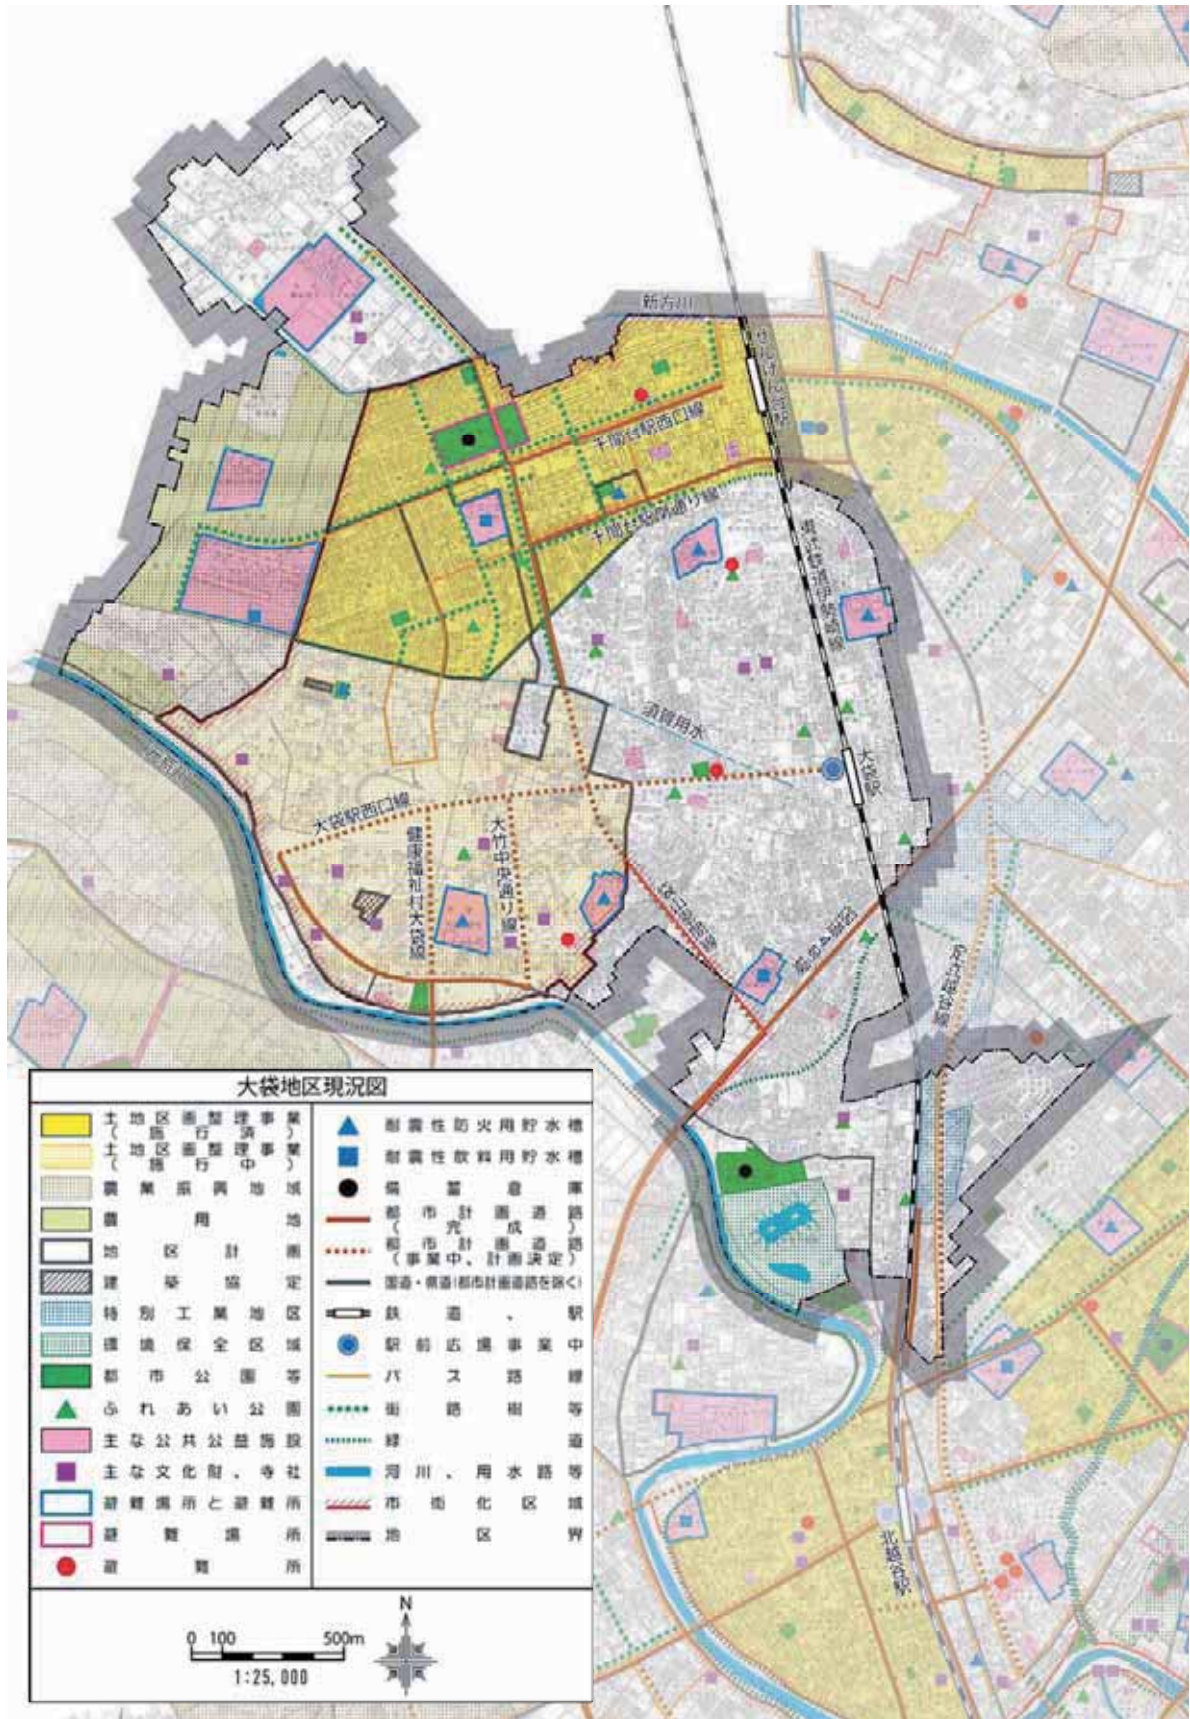 新方川
せんげん台駅
千間台駅西口線
千間台駅南通り線
東武鉄道伊勢崎線
須賀用水
大袋駅
大袋駅西口線
健康福祉村大袋線
大竹中央通り線
北越谷駅
大袋地区現況図
土地区画整理事業
(施行済)
土地区画整理事業
(施行中)
農業振興地域
農用地
地区計画
建築協定
特別工業地区
環境保全区域
都市公園等
ふれあい公園
主な公共公益施設
主な文化財、寺社
避難場所と避難所
避難場所
避難所
耐震性防火用貯水槽
耐震性飲料用貯水槽
備蓄倉庫
都市計画道路
(完成)
都市計画道路
(事業中、計画決定)
国道・県道(都市計画道路を除く)
鉄道、駅
駅前広場事業中
バス路線
街路樹等
緑道
河川、用水路等
市街化区域
地区界
0 100 500m
1:25,000
N